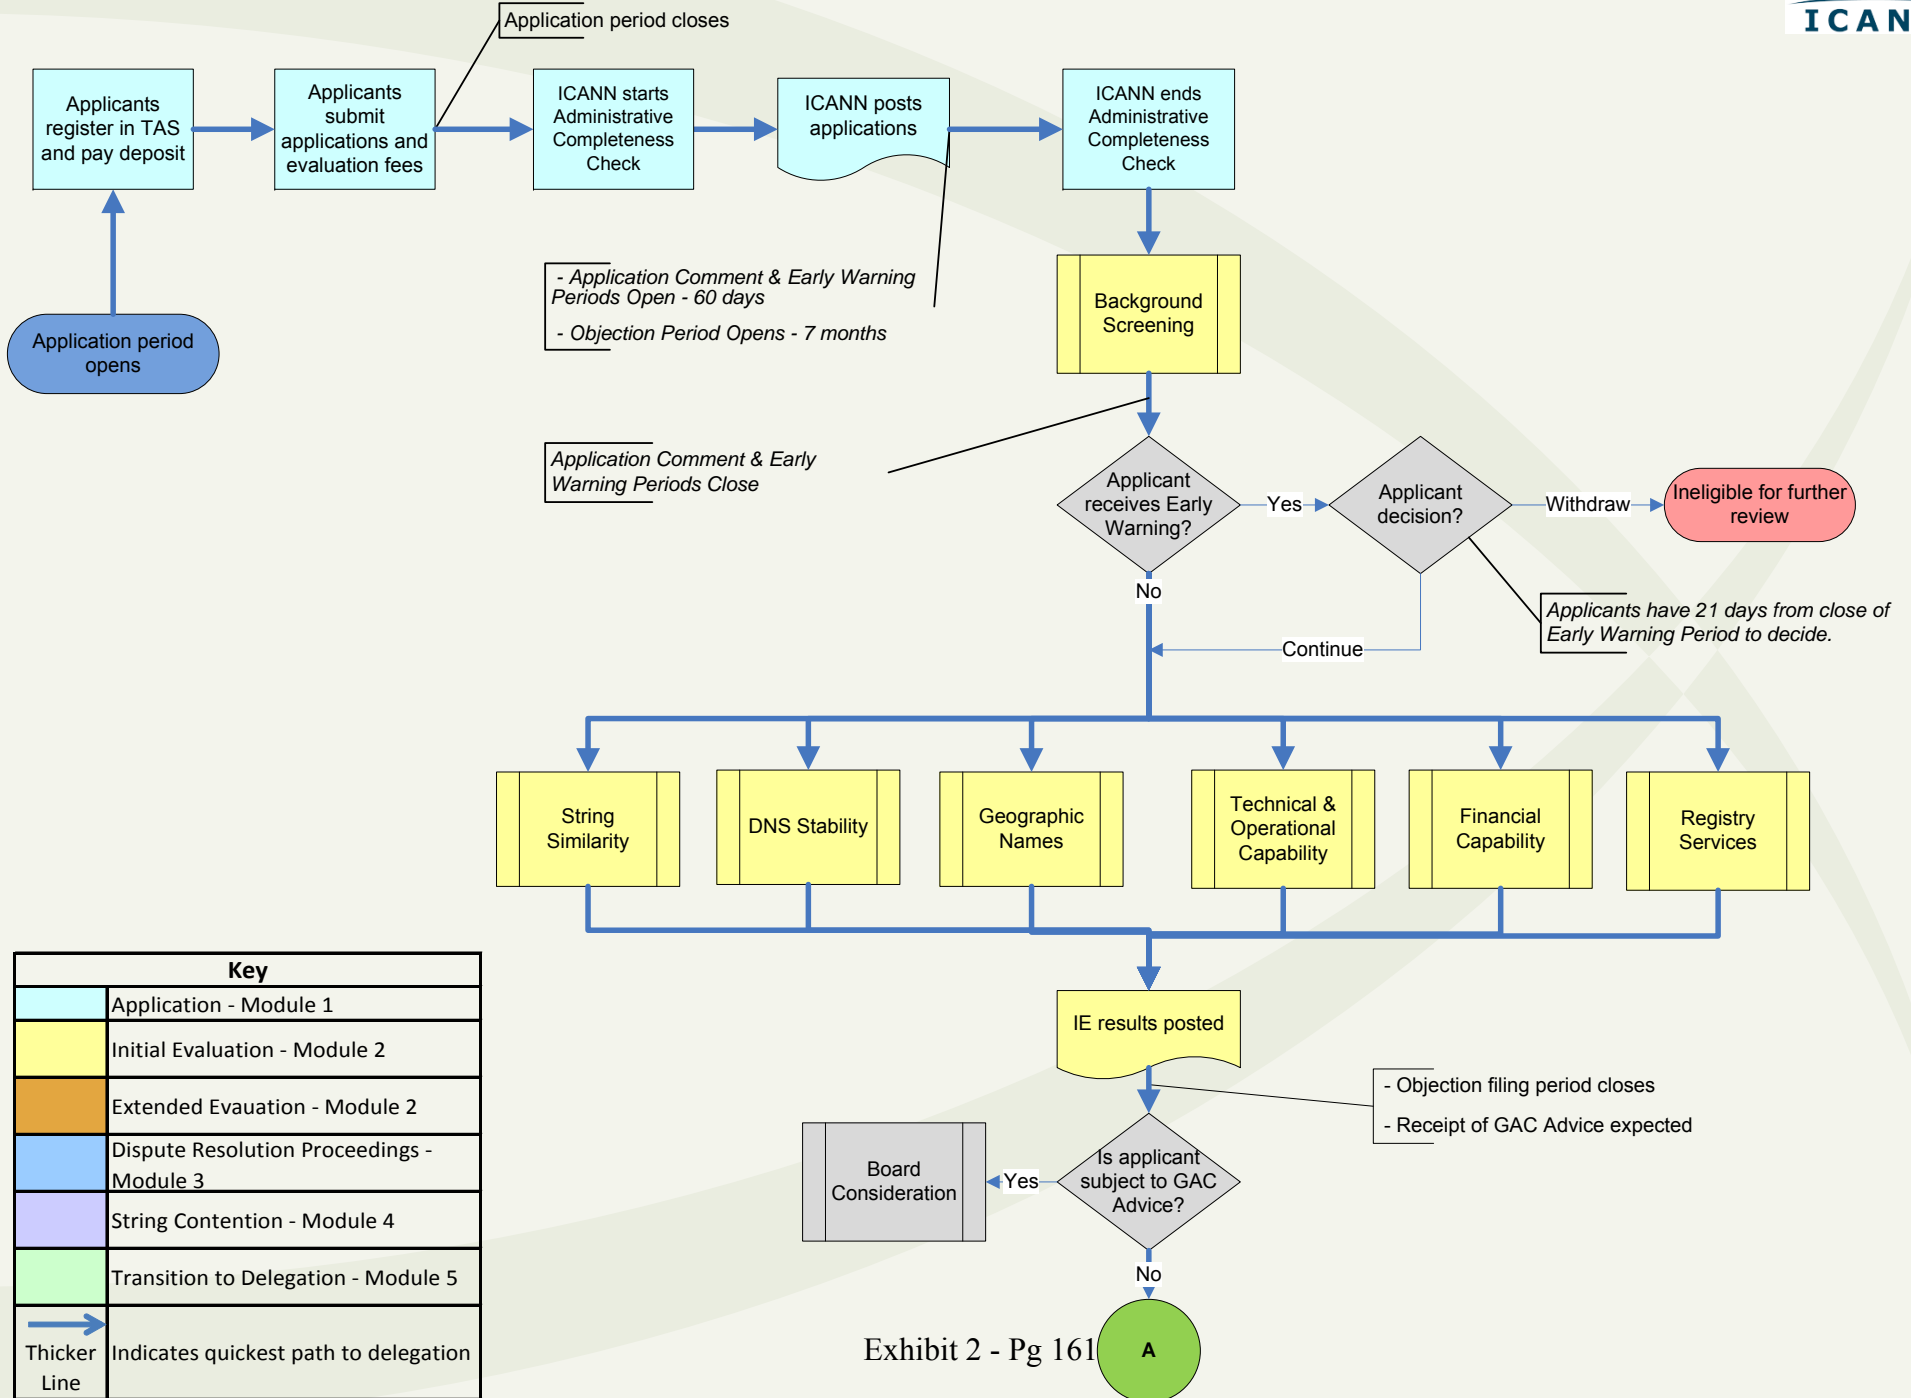 Application period closes
ICAN
Applicants
register in TAS
and pay deposit
Applicants
submit
applications and
evaluation fees
ICANN starts
Administrative
Completeness
Check
ICANN posts
applications
ICANN ends
Administrative
Completeness
Check
- Application Comment & Early Warning
Periods Open - 60 days
- Objection Period Opens - 7 months
Background
Screening
Application period
opens
Application Comment & Early
Warning Periods Close
Applicant
receives Early
Warning?
Yes
Applicant
decision?
Withdraw
Ineligible for further
review
No
Applicants have 21 days from close of
Early Warning Period to decide.
Continue
String
Similarity
DNS Stability
Geographic
Names
Technical &
Operational
Capability
Financial
Capability
Registry
Services
IE results posted
- Objection filing period closes
- Receipt of GAC Advice expected
Board
Consideration
Yes
Is applicant
subject to GAC
Advice?
No
A
Key
Application - Module 1
Initial Evaluation - Module 2
Extended Evauation - Module 2
Dispute Resolution Proceedings -
Module 3
String Contention - Module 4
Transition to Delegation - Module 5
Thicker
Line
Indicates quickest path to delegation
Exhibit 2 - Pg 161